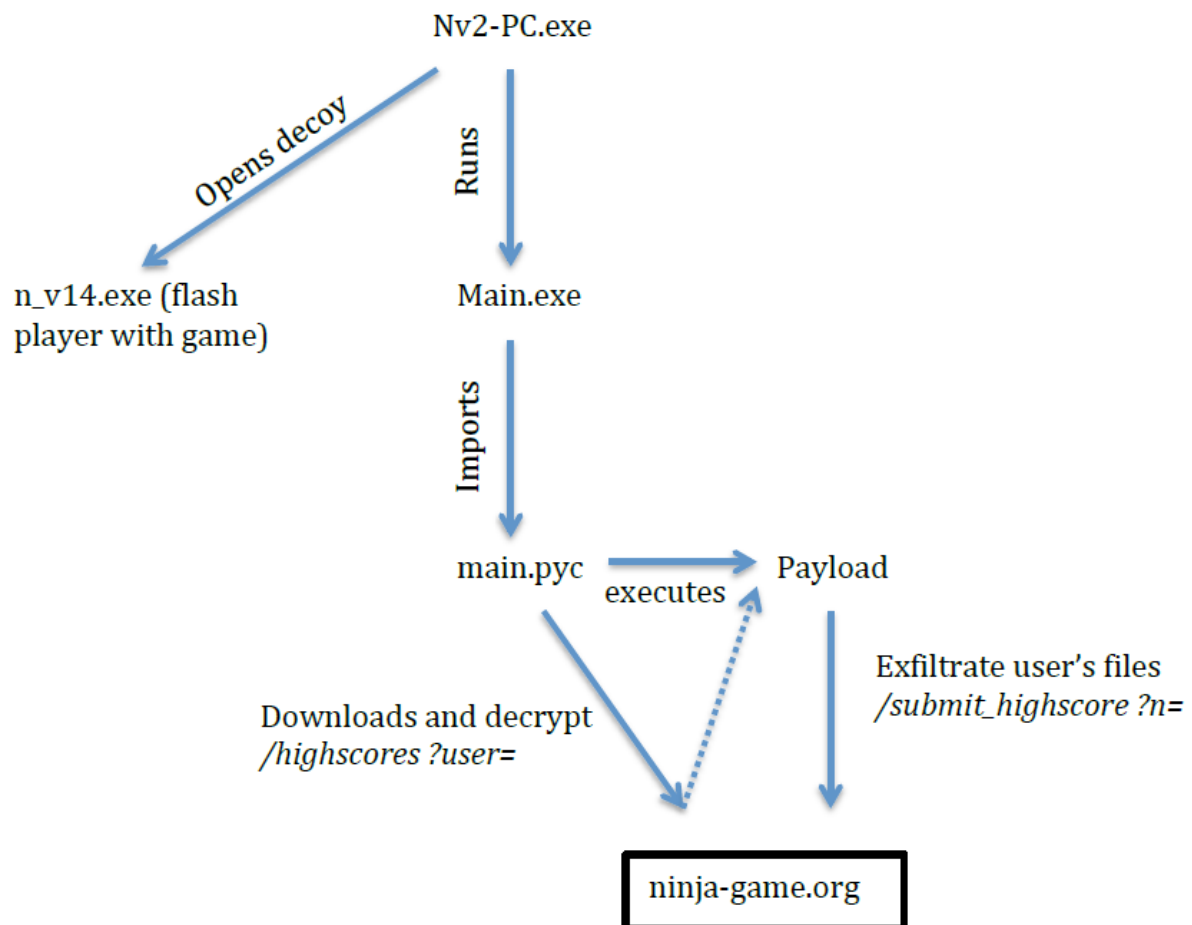 Nv2-PC.exe
Opens decoy
Runs
n_v14.exe (flash
player with game)
Main.exe
Imports
main.pyc
executes
Payload
Downloads and decrypt
/highscores ?user=
Exfiltrate user's files
/submit_highscore ?n=
ninja-game.org